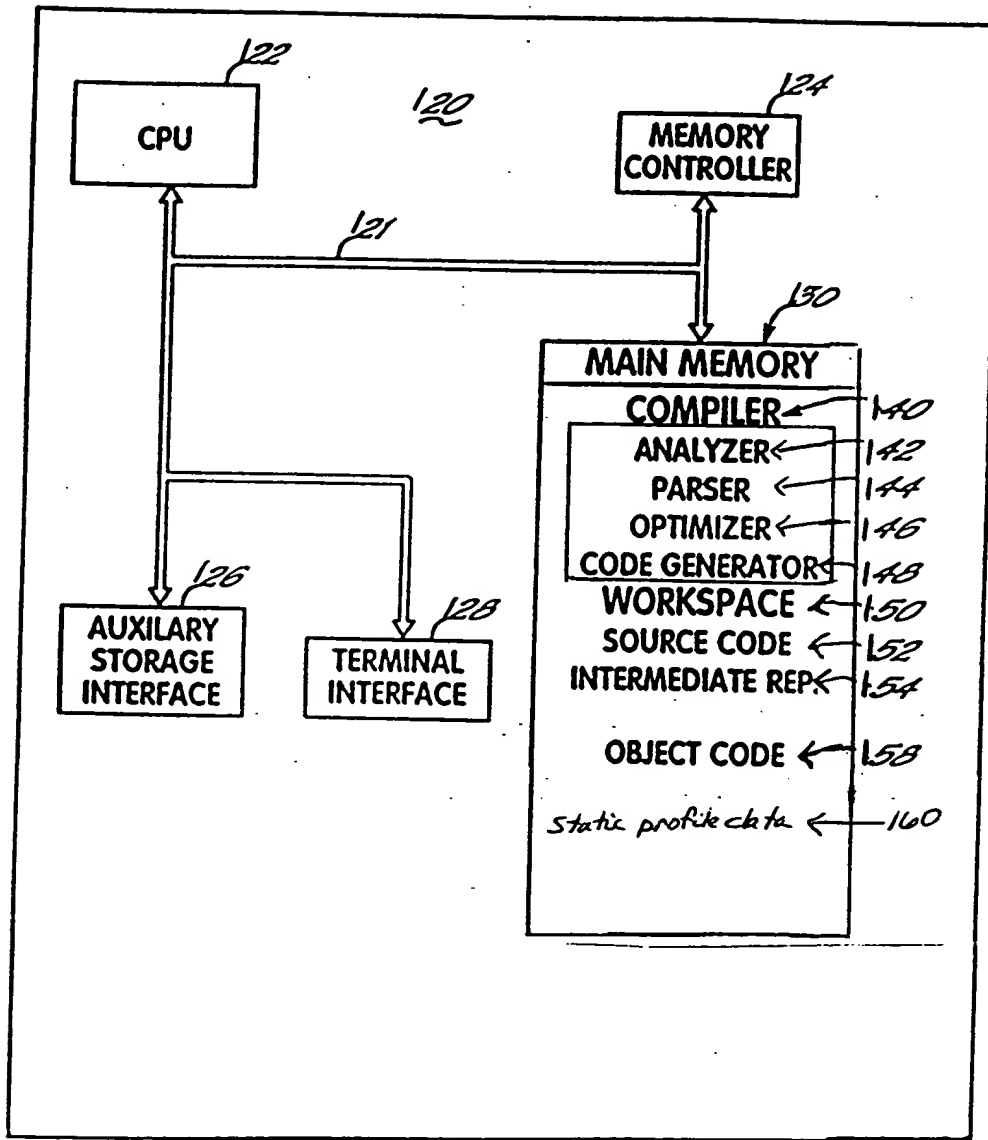 122
CPU
120
124
MEMORY
CONTROLLER
121
130
MAIN MEMORY
COMPILER 140
ANALYZER 142
PARSER 144
OPTIMIZER 146
CODE GENERATOR 148
WORKSPACE 150
SOURCE CODE 152
INTERMEDIATE REP. 154
OBJECT CODE 158
static profile data 160
126
AUXILARY
STORAGE
INTERFACE
128
TERMINAL
INTERFACE